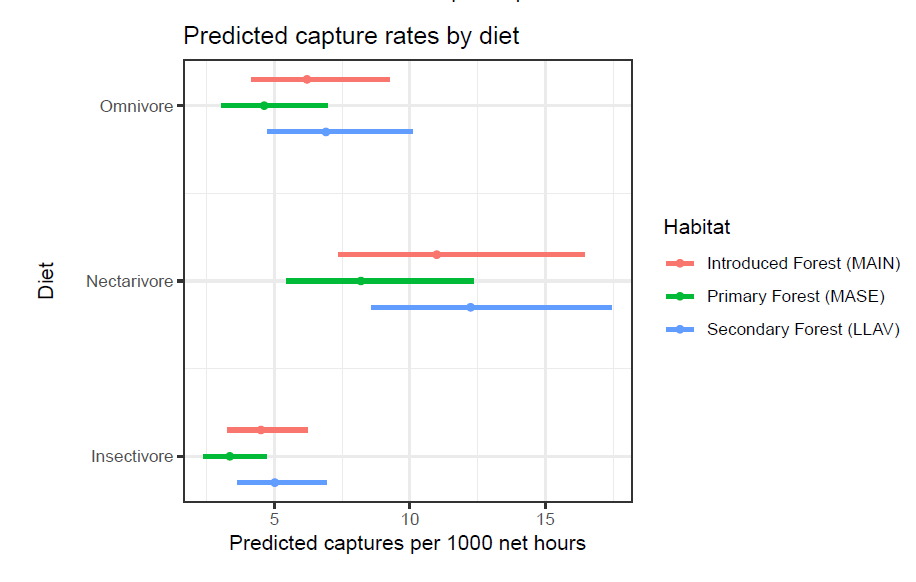 Predicted capture rates by diet
Omnivore
Nectarivore
Insectivore
Diet
5 10 15
Predicted captures per 1000 net hours
Habitat
Introduced Forest (MAIN)
Primary Forest (MASE)
Secondary Forest (LLAV)